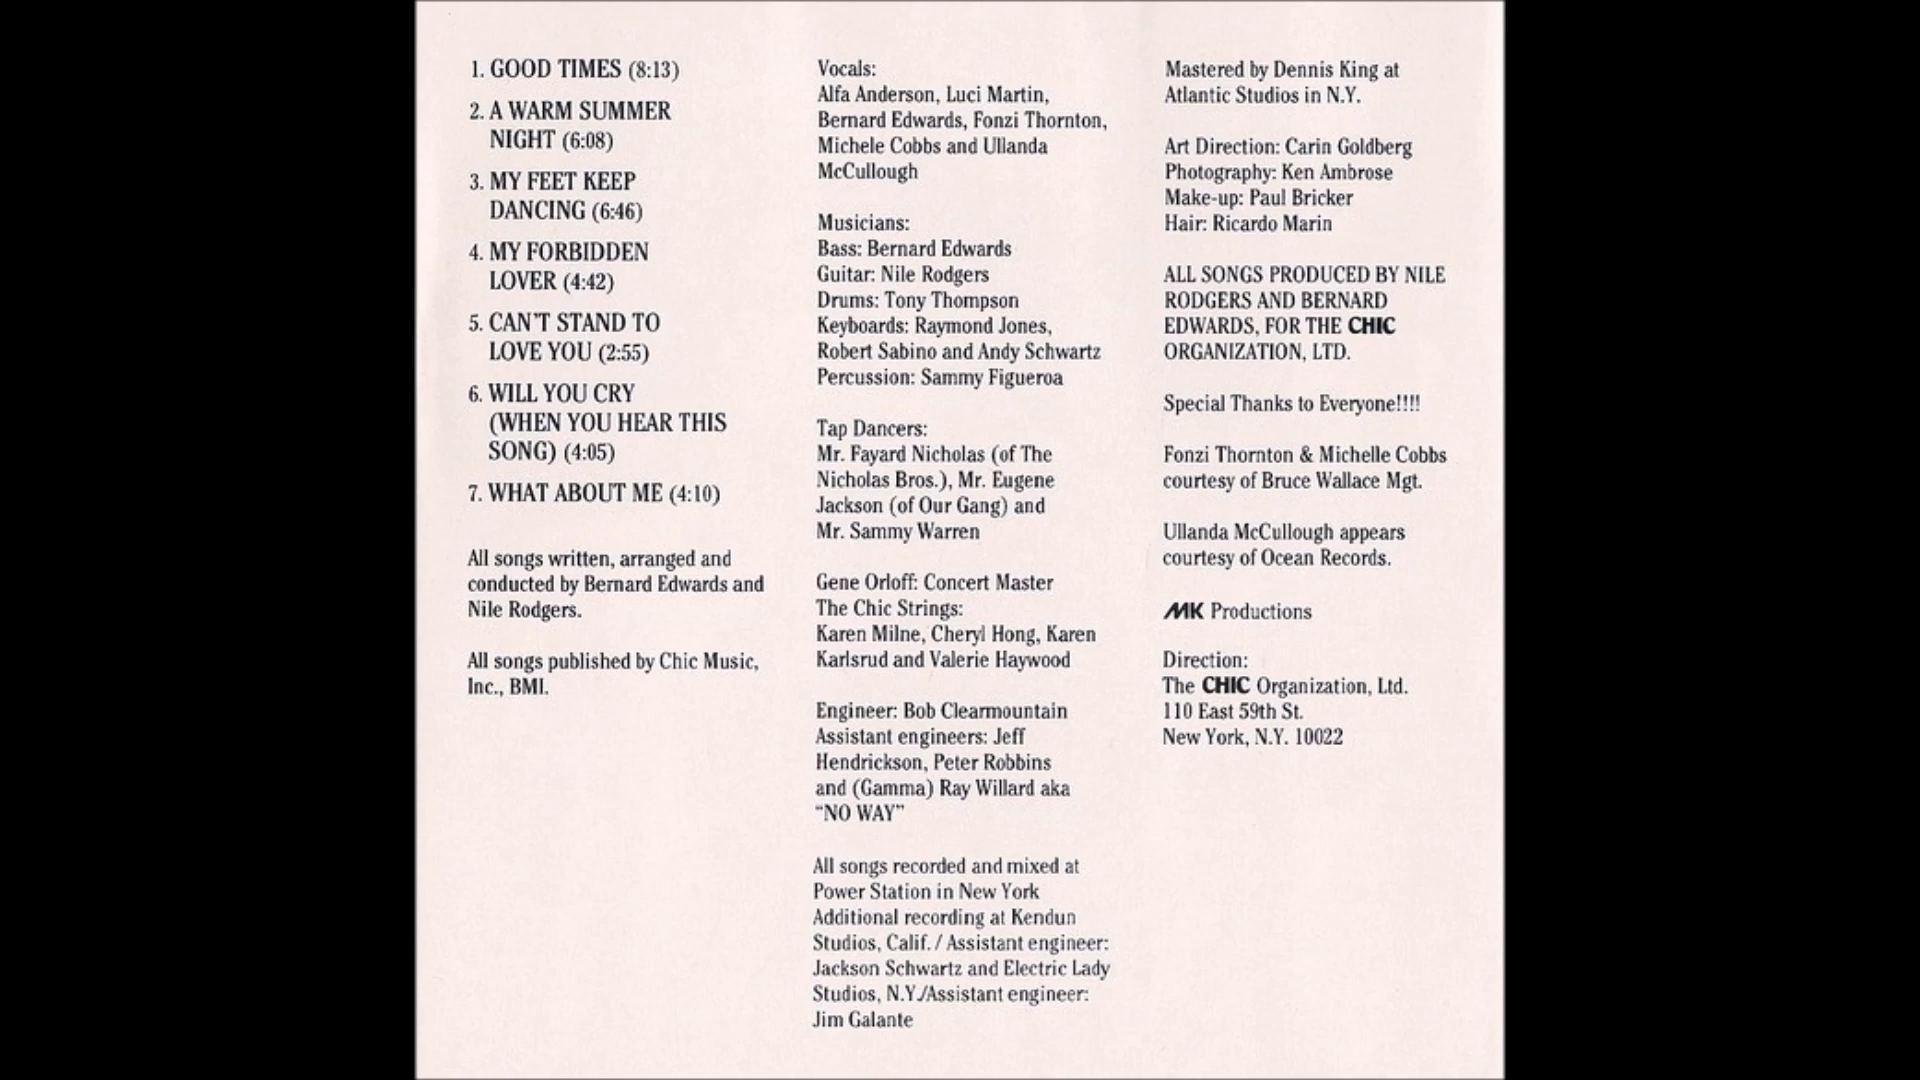 1. GOOD TIMES (8:13)
2. A WARM SUMMER
NIGHT (6:08)
3. MY FEET KEEP
DANCING (6:46)
4. MY FORBIDDEN
LOVER (4:42)
5. CAN'T STAND TO
LOVE YOU (2:55)
6. WILL YOU CRY
(WHEN YOU HEAR THIS
SONG) (4:05)
7. WHAT ABOUT ME (4:10)
All songs written, arranged and
conducted by Bernard Edwards and
Nile Rodgers.
All songs published by Chic Music,
Inc., BMI.
Vocals:
Alfa Anderson, Luci Martin,
Bernard Edwards, Fonzi Thornton,
Michele Cobbs and Ullanda
McCullough
Musicians:
Bass: Bernard Edwards
Guitar: Nile Rodgers
Drums: Tony Thompson
Keyboards: Raymond Jones,
Robert Sabino and Andy Schwartz
Percussion: Sammy Figueroa
Tap Dancers:
Mr. Fayard Nicholas (of The
Nicholas Bros.), Mr. Eugene
Jackson (of Our Gang) and
Mr. Sammy Warren
Gene Orloff: Concert Master
The Chic Strings:
Karen Milne, Cheryl Hong, Karen
Karlsrud and Valerie Haywood
Engineer: Bob Clearmountain
Assistant engineers: Jeff
Hendrickson, Peter Robbins
and (Gamma) Ray Willard aka
"NO WAY"
All songs recorded and mixed at
Power Station in New York
Additional recording at Kendun
Studios, Calif. / Assistant engineer:
Jackson Schwartz and Electric Lady
Studios, N.Y./Assistant engineer:
Jim Galante
Mastered by Dennis King at
Atlantic Studios in N.Y.
Art Direction: Carin Goldberg
Photography: Ken Ambrose
Make-up: Paul Bricker
Hair: Ricardo Marin
ALL SONGS PRODUCED BY NILE
RODGERS AND BERNARD
EDWARDS, FOR THE CHIC
ORGANIZATION, LTD.
Special Thanks to Everyone!!!!
Fonzi Thornton & Michelle Cobbs
courtesy of Bruce Wallace Mgt.
Ullanda McCullough appears
courtesy of Ocean Records.
MK Productions
Direction:
The CHIC Organization, Ltd.
110 East 59th St.
New York, N.Y. 10022